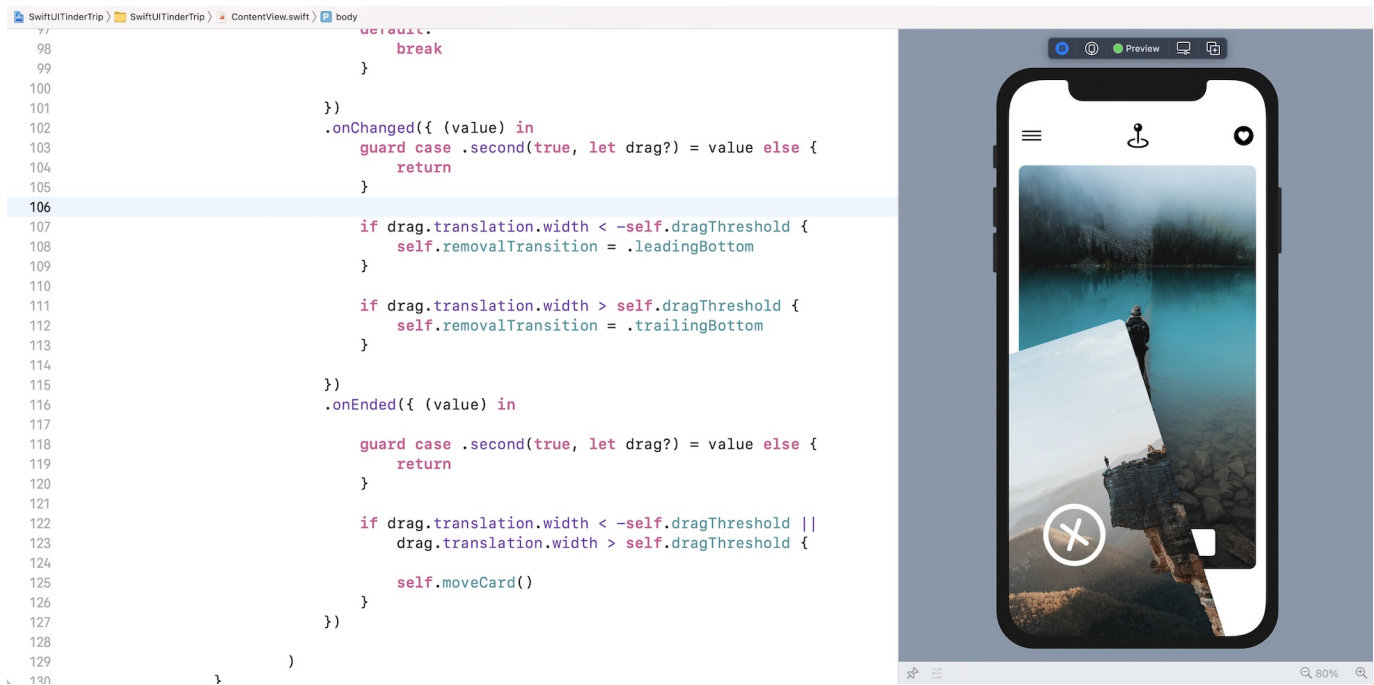 SwiftUITinderTrip 〉 SwiftUITinderTrip 〉 ContentView.swift 〉 P body
97 default:
98 break
99 }
100
101 })
102 .onChanged({ (value) in
103 guard case .second(true, let drag?) = value else {
104 return
105 }
106
107 if drag.translation.width < -self.dragThreshold {
108 self.removalTransition = .leadingBottom
109 }
110
111 if drag.translation.width > self.dragThreshold {
112 self.removalTransition = .trailingBottom
113 }
114
115 })
116 .onEnded({ (value) in
117
118 guard case .second(true, let drag?) = value else {
119 return
120 }
121
122 if drag.translation.width < -self.dragThreshold ||
123 drag.translation.width > self.dragThreshold {
124
125 self.moveCard()
126 }
127 })
128
129 )
130 }
Preview
80%